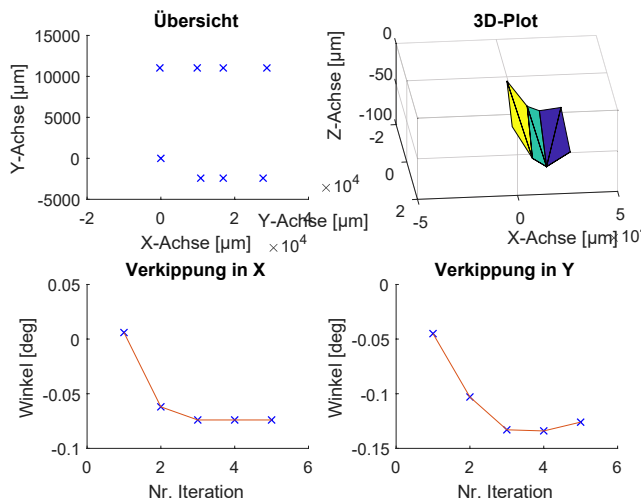 Übersicht
15000
10000
5000
0
-5000
-2
0
2
4
×10⁴
X-Achse [µm]
Y-Achse [µm]
3D-Plot
0
-50
-100
Z-Achse [µm]
-2
0
2
×10⁴
Y-Achse [µm]
-5
0
5
X-Achse [µm]
Verkippung in X
0.05
0
-0.05
-0.1
0
2
4
6
Winkel [deg]
Nr. Iteration
Verkippung in Y
0
-0.05
-0.1
-0.15
0
2
4
6
Winkel [deg]
Nr. Iteration